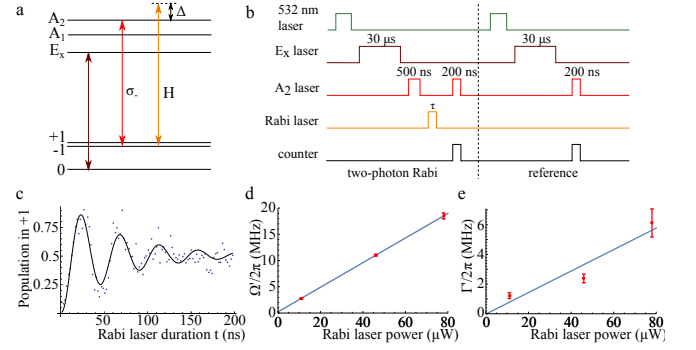 a
A₂
A₁
Eₓ
Δ
σ₋
H
+1
-1
0
b
532 nm
laser
Eₓ laser
30 μs
30 μs
500 ns
200 ns
200 ns
A₂ laser
Rabi laser
τ
counter
two-photon Rabi
reference
c
Population in +1
0.75
0.5
0.25
0
50
100
150
200
Rabi laser duration t (ns)
d
Ω'/2π (MHz)
20
15
10
5
0
0
20
40
60
80
Rabi laser power (μW)
e
Γ'/2π (MHz)
6
4
2
0
0
20
40
60
80
Rabi laser power (μW)